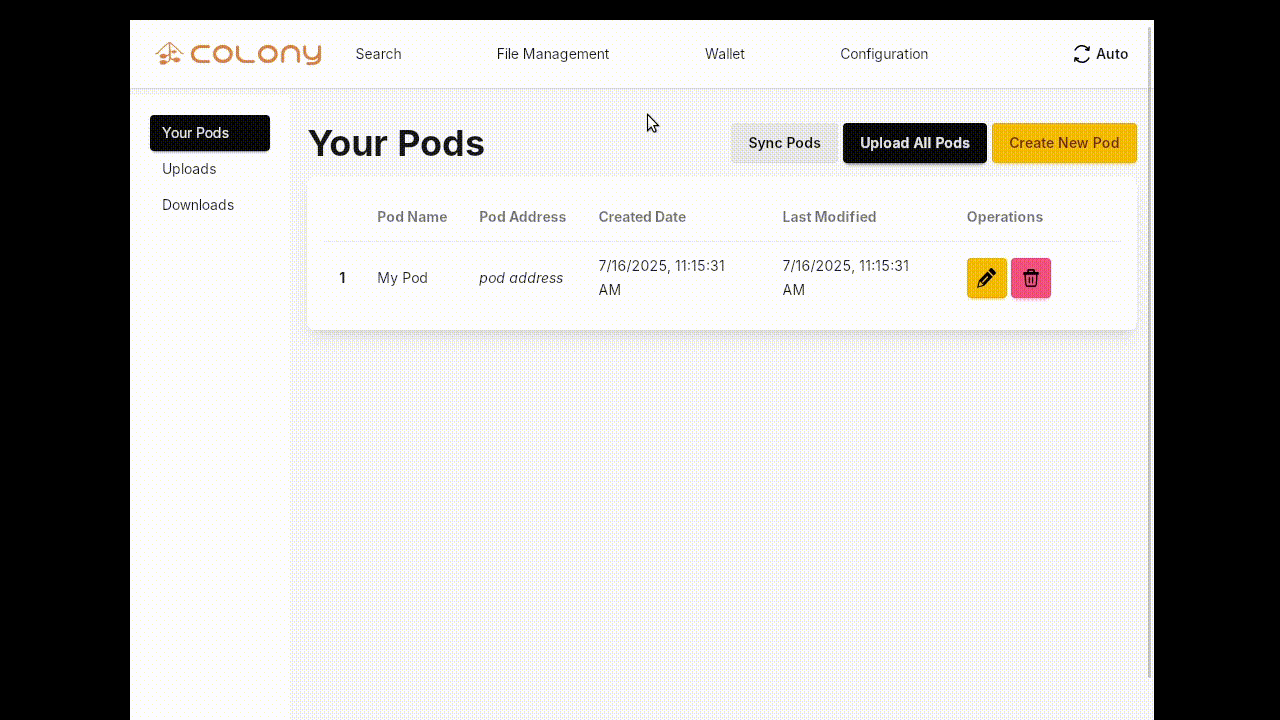 COLONY Search File Management Wallet Configuration Auto
Your Pods
Uploads
Downloads
Your Pods Sync Pods Upload All Pods Create New Pod
Pod Name Pod Address Created Date Last Modified Operations
1 My Pod pod address 7/16/2025, 11:15:31 AM 7/16/2025, 11:15:31 AM